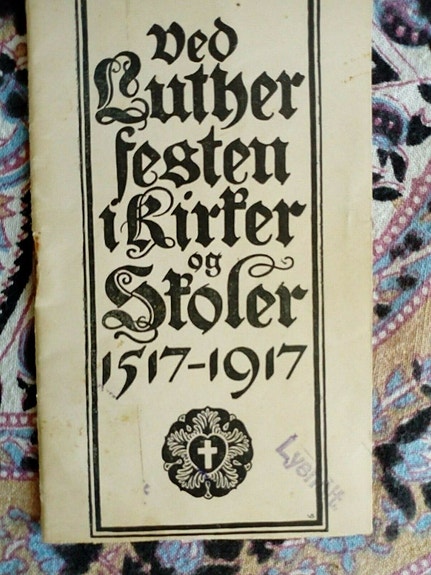 Ved
Luther
festen
i Kirker
og
Skoler
1517-1917